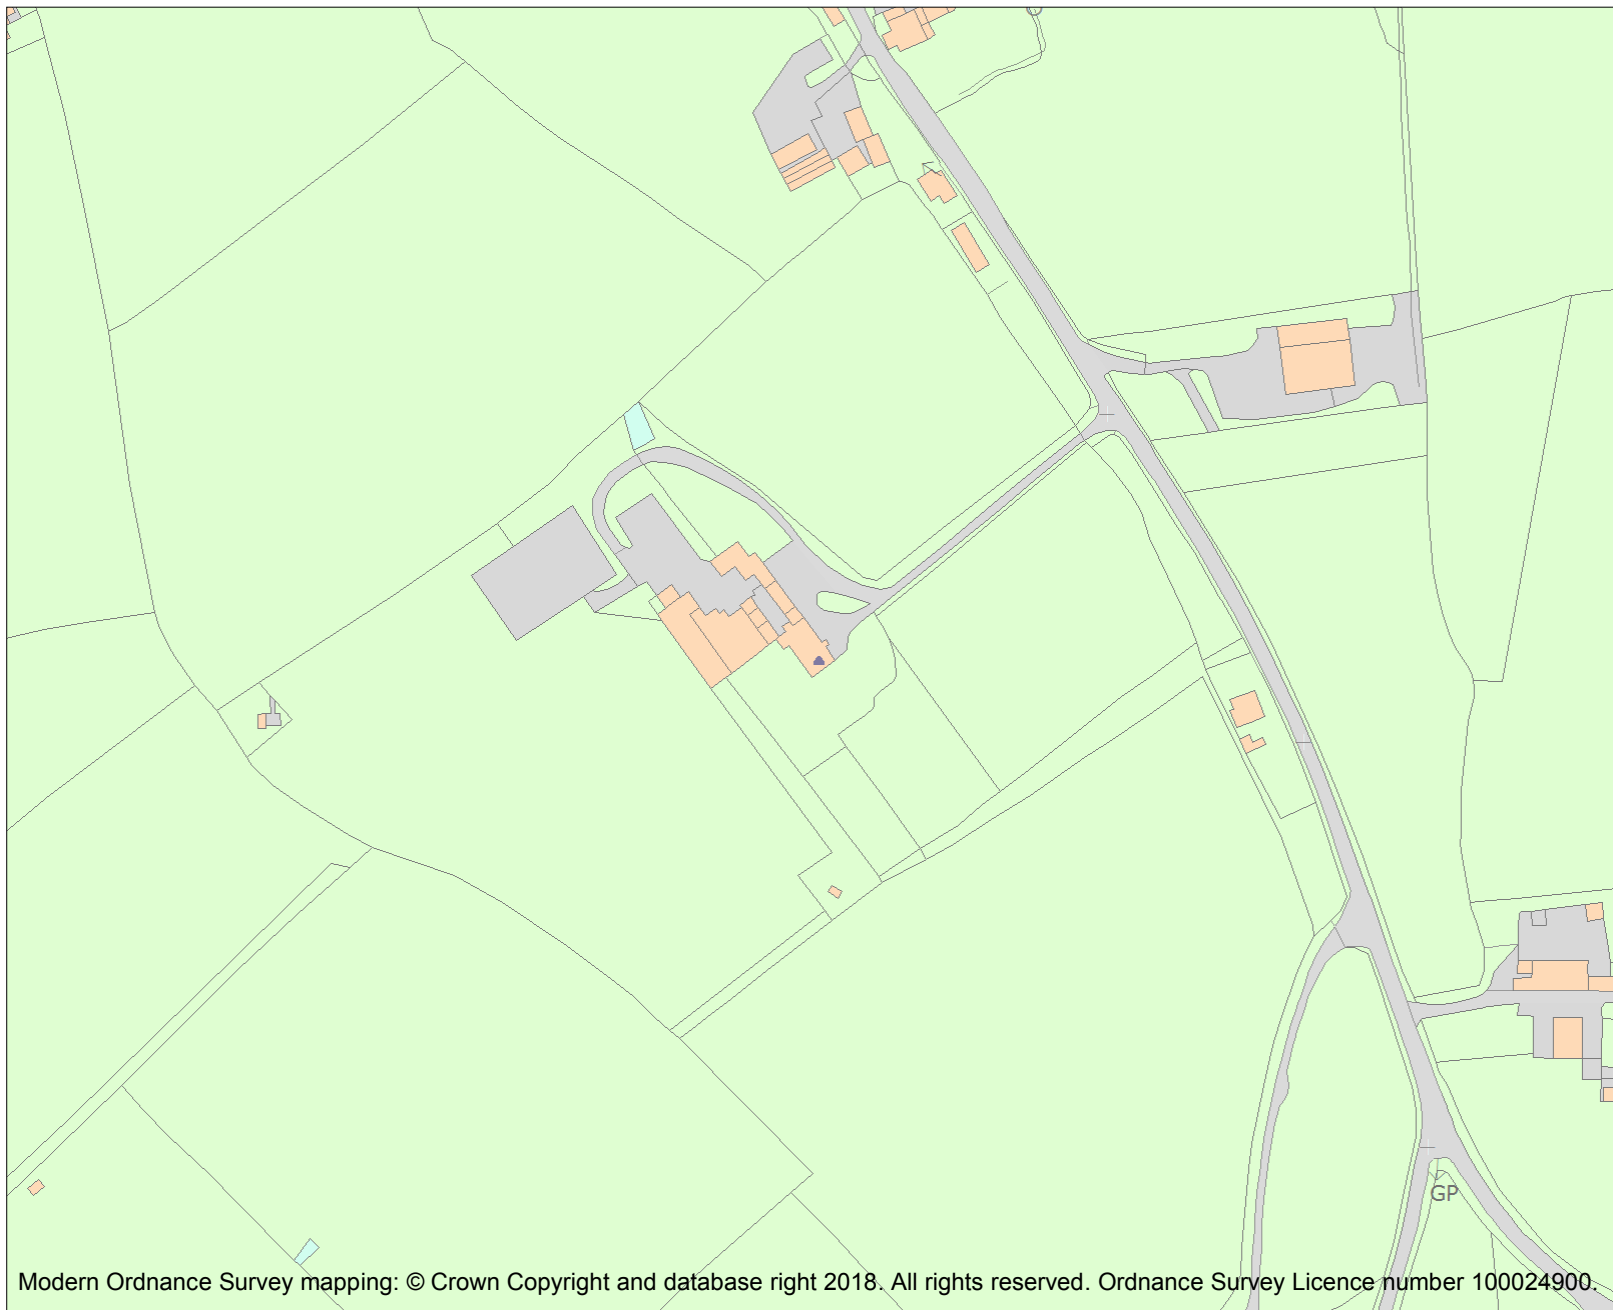 GP
Modern Ordnance Survey mapping: © Crown Copyright and database right 2018. All rights reserved. Ordnance Survey Licence number 100024900.